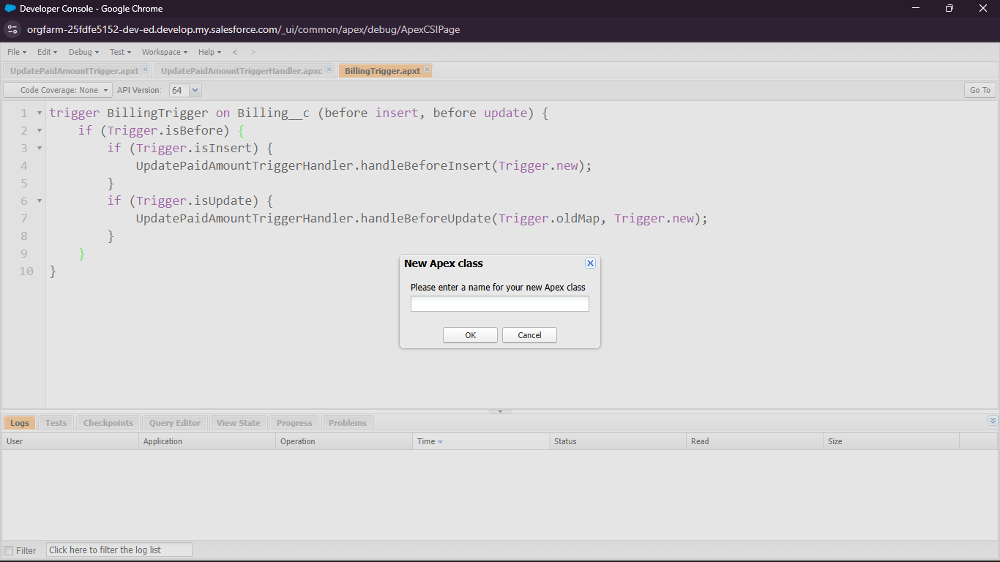 Developer Console - Google Chrome
orgfarm-25fdfe5152-dev-ed.develop.my.salesforce.com/_ui/common/apex/debug/ApexCSIPage
File Edit Debug Test Workspace Help < >
UpdatePaidAmountTrigger.apxt UpdatePaidAmountTriggerHandler.apxc BillingTrigger.apxt
Code Coverage: None API Version: 64 Go To
1 trigger BillingTrigger on Billing__c (before insert, before update) {
2 if (Trigger.isBefore) {
3 if (Trigger.isInsert) {
4 UpdatePaidAmountTriggerHandler.handleBeforeInsert(Trigger.new);
5 }
6 if (Trigger.isUpdate) {
7 UpdatePaidAmountTriggerHandler.handleBeforeUpdate(Trigger.oldMap, Trigger.new);
8 }
9 }
10 }
New Apex class
Please enter a name for your new Apex class
OK Cancel
Logs Tests Checkpoints Query Editor View State Progress Problems
User Application Operation Time Status Read Size
Filter Click here to filter the log list